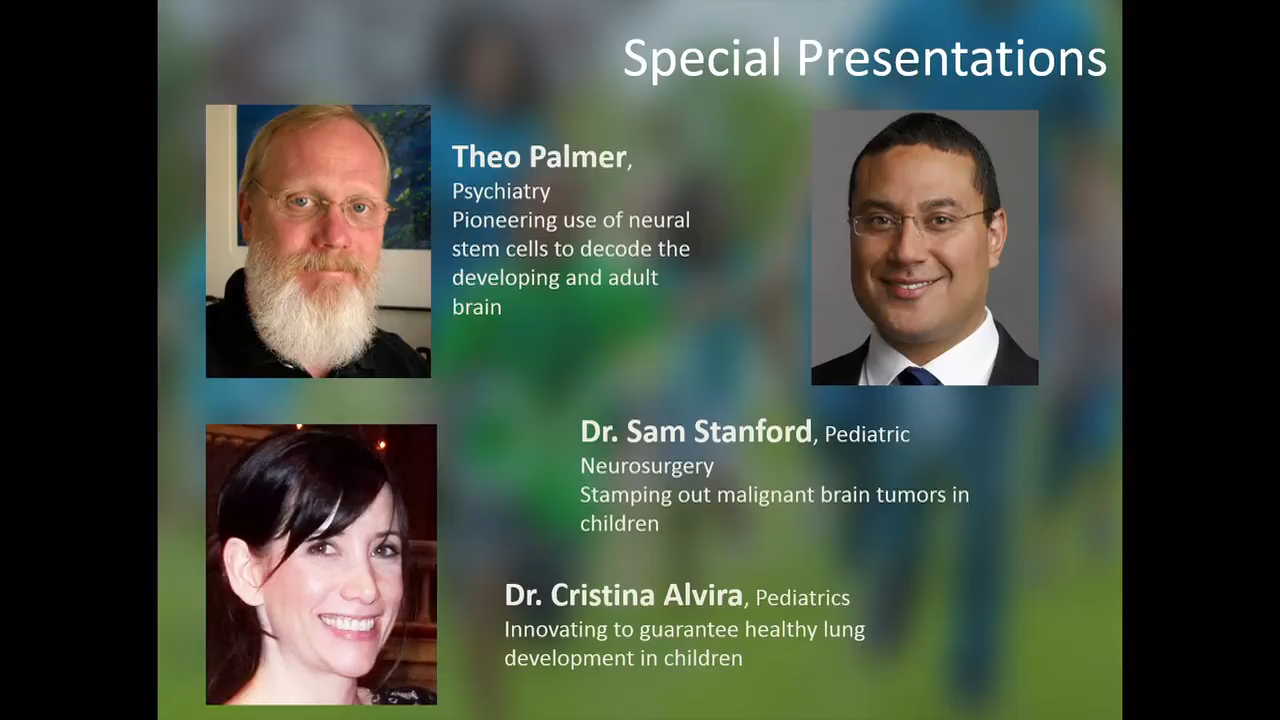 Special Presentations
Theo Palmer,
Psychiatry
Pioneering use of neural
stem cells to decode the
developing and adult
brain
Dr. Sam Stanford, Pediatric
Neurosurgery
Stamping out malignant brain tumors in
children
Dr. Cristina Alvira, Pediatrics
Innovating to guarantee healthy lung
development in children